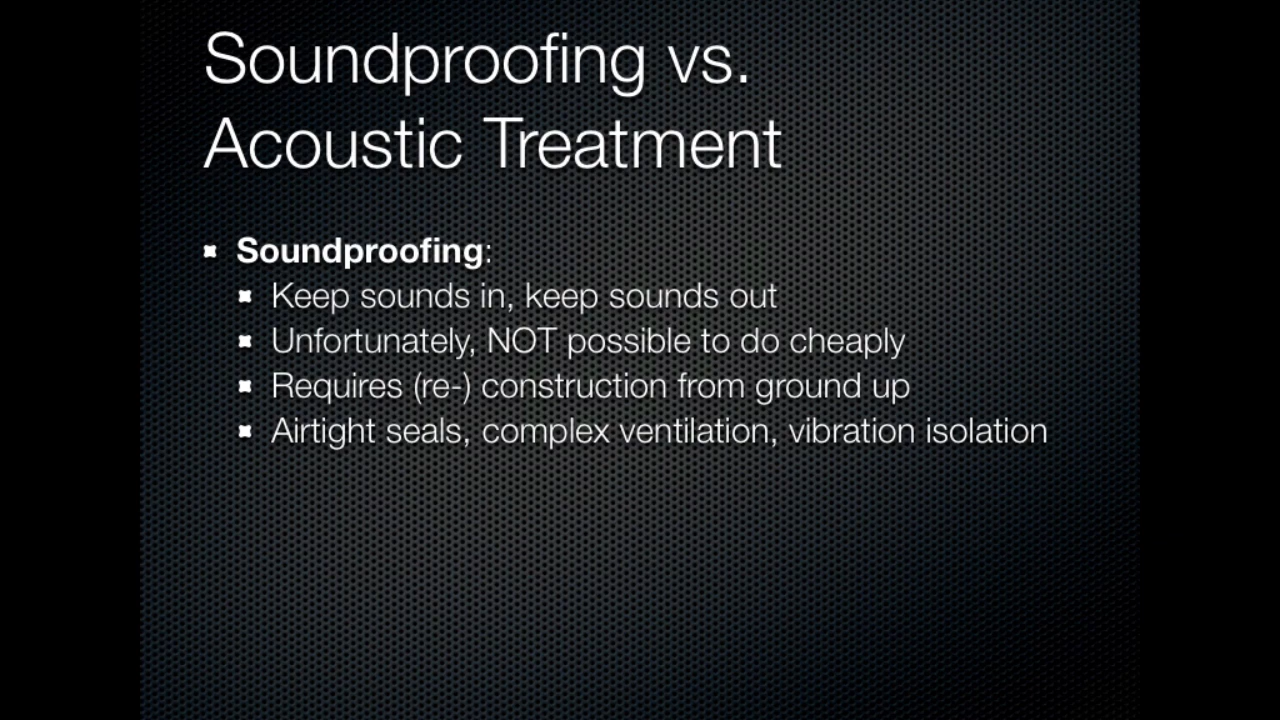 Soundproofing vs.
Acoustic Treatment
Soundproofing:
Keep sounds in, keep sounds out
Unfortunately, NOT possible to do cheaply
Requires (re-) construction from ground up
Airtight seals, complex ventilation, vibration isolation